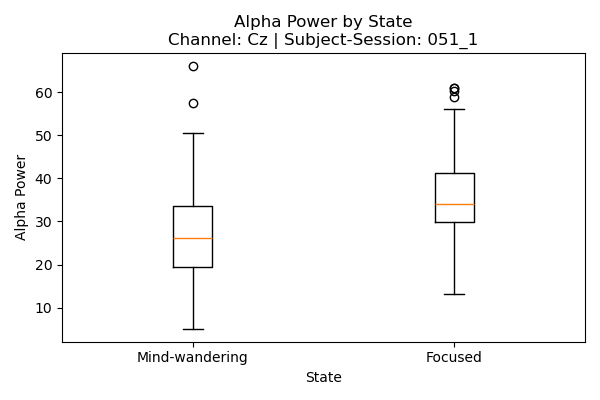 Alpha Power by State
Channel: Cz | Subject-Session: 051_1
Alpha Power
60
50
40
30
20
10
Mind-wandering
Focused
State